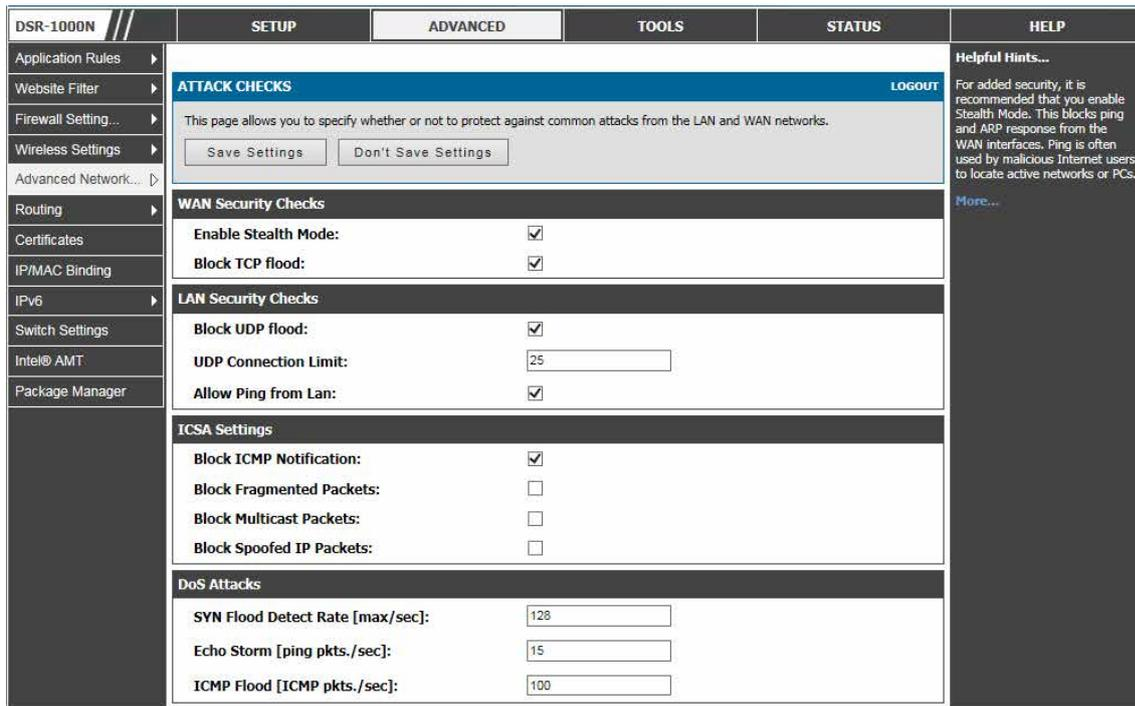 DSR-1000N
SETUP
ADVANCED
TOOLS
STATUS
HELP
Application Rules
Website Filter
Firewall Setting...
Wireless Settings
Advanced Network...
Routing
Certificates
IP/MAC Binding
IPv6
Switch Settings
Intel® AMT
Package Manager
ATTACK CHECKS
LOGOUT
This page allows you to specify whether or not to protect against common attacks from the LAN and WAN networks.
Save Settings
Don't Save Settings
WAN Security Checks
Enable Stealth Mode:
Block TCP flood:
LAN Security Checks
Block UDP flood:
UDP Connection Limit: 25
Allow Ping from Lan:
ICSA Settings
Block ICMP Notification:
Block Fragmented Packets:
Block Multicast Packets:
Block Spoofed IP Packets:
DoS Attacks
SYN Flood Detect Rate [max/sec]: 128
Echo Storm [ping pkts./sec]: 15
ICMP Flood [ICMP pkts./sec]: 100
Helpful Hints...
For added security, it is
recommended that you enable
Stealth Mode. This blocks ping
and ARP response from the
WAN interfaces. Ping is often
used by malicious Internet users
to locate active networks or PCs.
More...